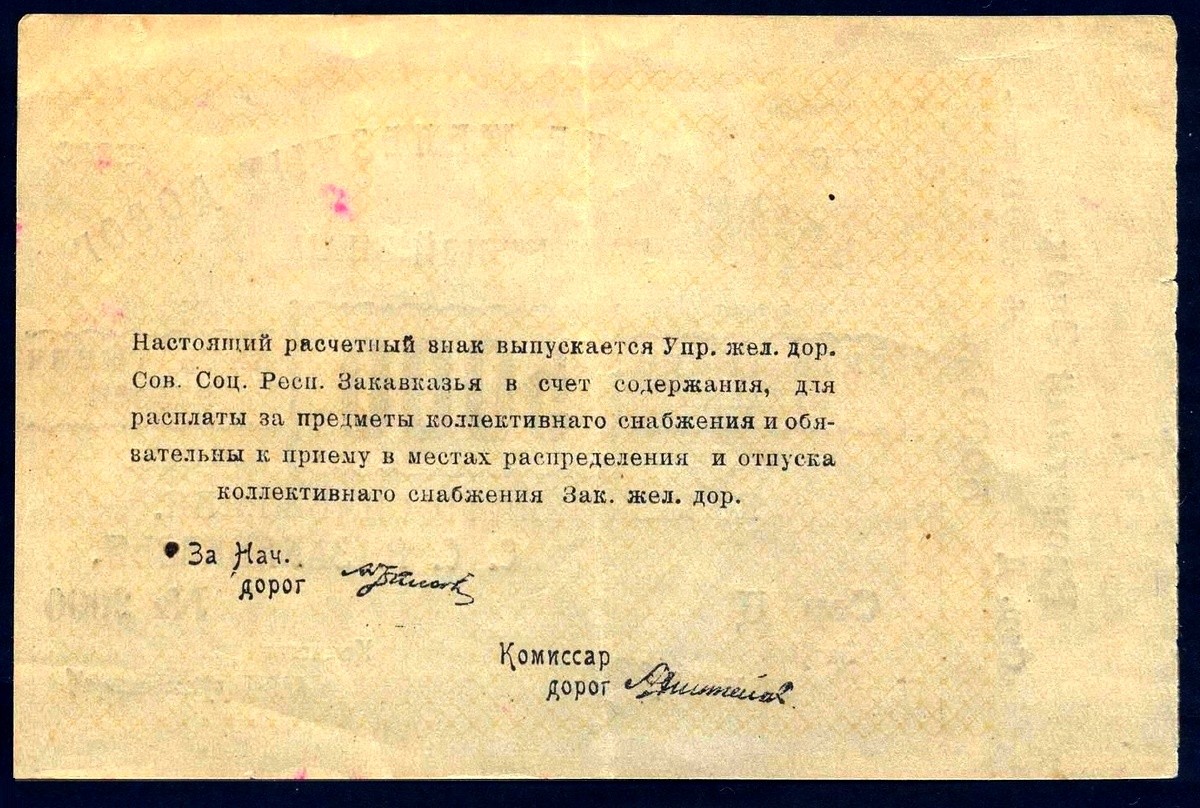 Настоящий расчетный знак выпускается Упр. жел. дор.
Сов. Соц. Респ. Закавказья в счет содержания, для
расплаты за предметы коллективнаго снабжения и обя-
зательны к приему в местах распределения и отпуска
коллективнаго снабжения Зак. жел. дор.
За Нач.
дорог
Комиссар
дорог